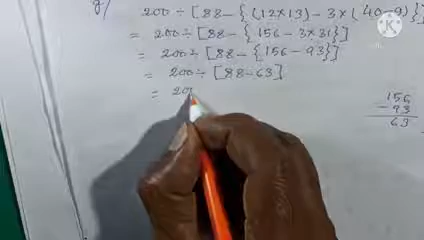 g) 200 ÷ [88 - {(12×13) - 3×(40-9)}]
= 200 ÷ [88 - {156 - 3×31}]
= 200 ÷ [88 - {156 - 93}]
= 200 ÷ [88 - 63]
= 20
156
- 93
63